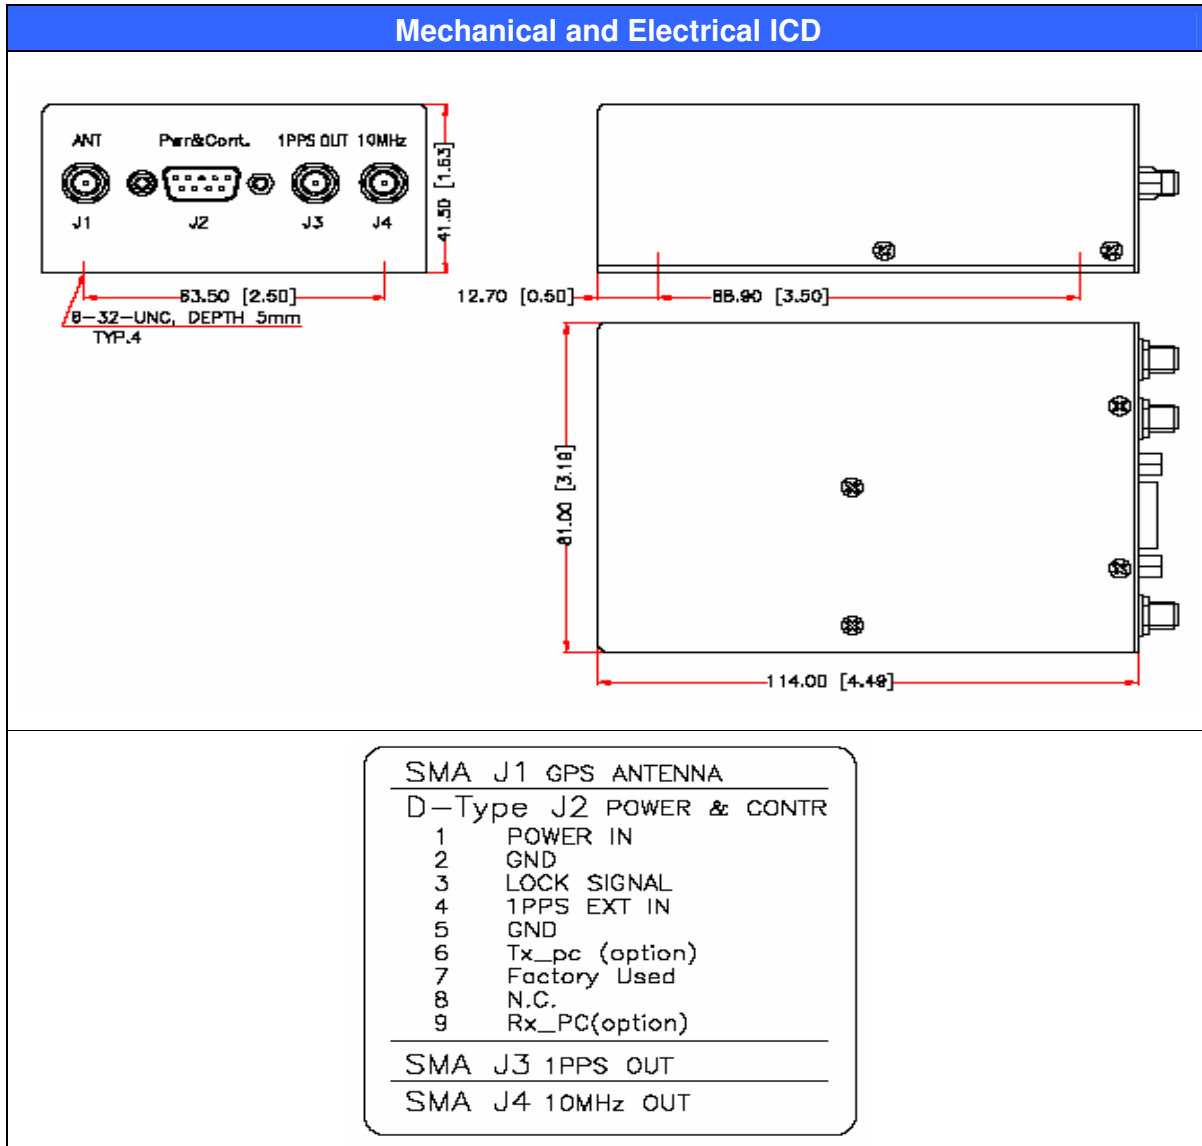 Mechanical and Electrical ICD
ANT Pwr&Cont. 1PPS OUT 10MHz
J1 J2 J3 J4
41.50 [1.63]
63.50 [2.50]
8-32-UNC, DEPTH 5mm
TYP.4
12.70 [0.50]
88.90 [3.50]
81.00 [3.19]
114.00 [4.49]
SMA J1 GPS ANTENNA
D-Type J2 POWER & CONTR
1 POWER IN
2 GND
3 LOCK SIGNAL
4 1PPS EXT IN
5 GND
6 Tx_pc (option)
7 Factory Used
8 N.C.
9 Rx_PC(option)
SMA J3 1PPS OUT
SMA J4 10MHz OUT